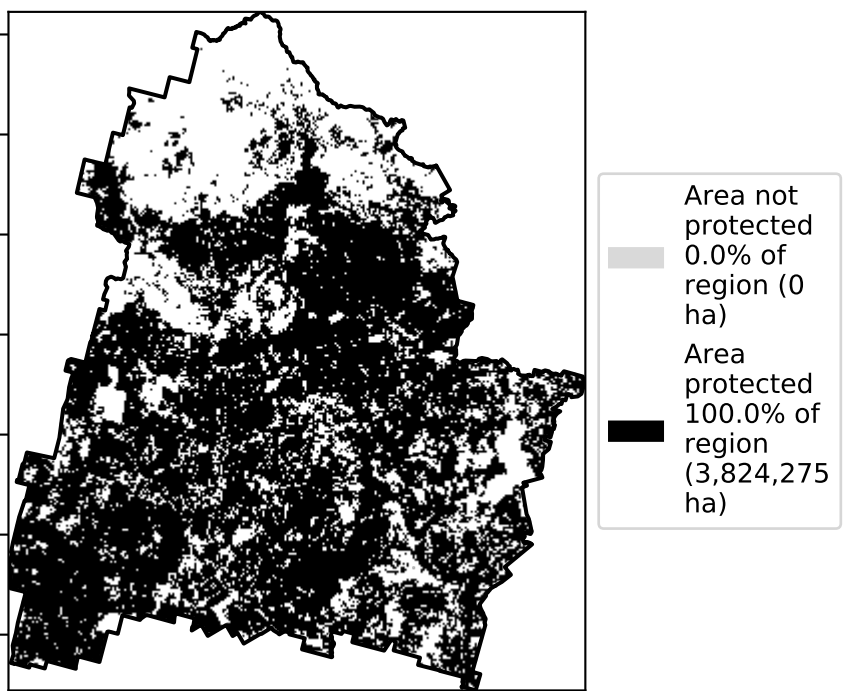 Area not
protected
0.0% of
region (0
ha)
Area
protected
100.0% of
region
(3,824,275
ha)